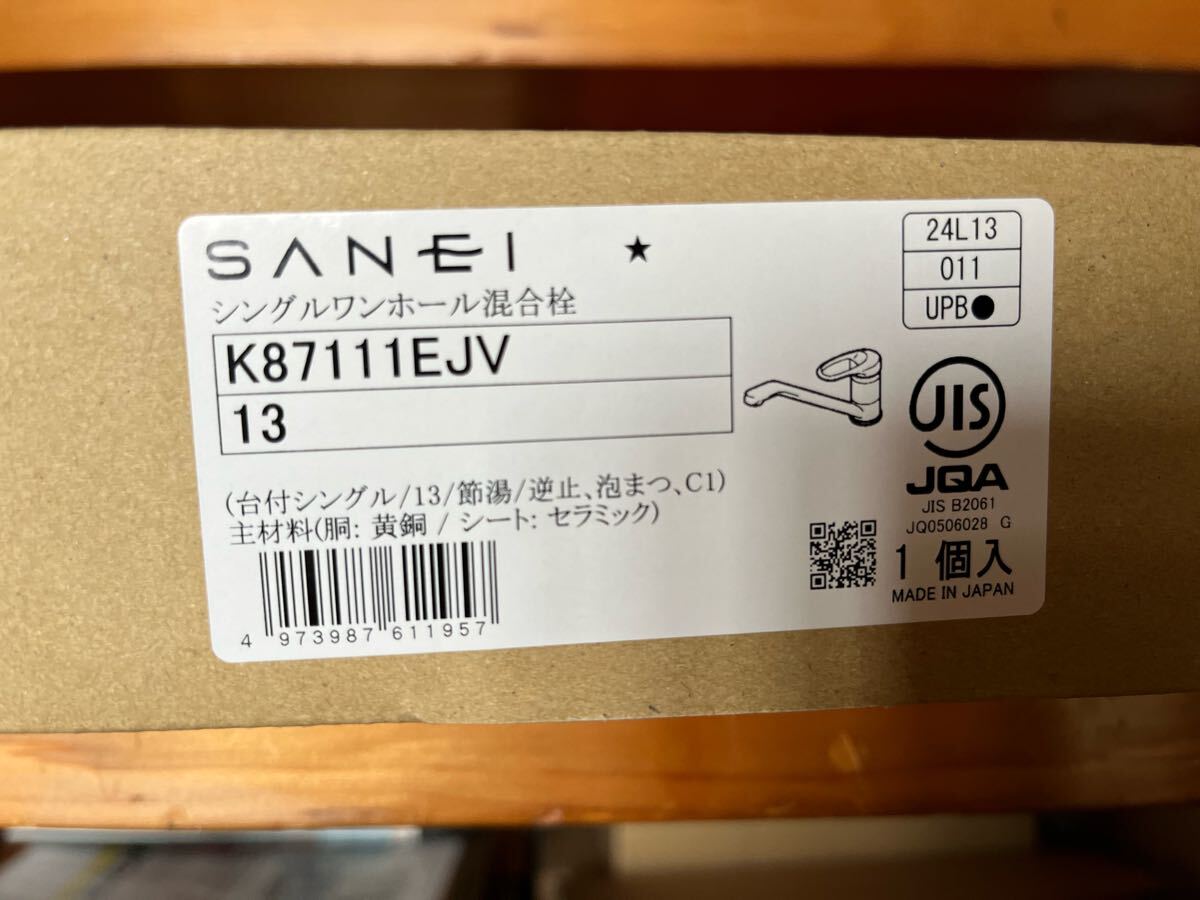 SANEI ★
シングルワンホール混合栓
K87111EJV
13
(台付シングル/13/節湯/逆止、泡まつ、C1)
主材料(胴: 黄銅 / シート: セラミック)
4 973987 611957
24L13
011
UPB●
JIS
JQA
JIS B2061
JQ0506028 G
1 個入
MADE IN JAPAN